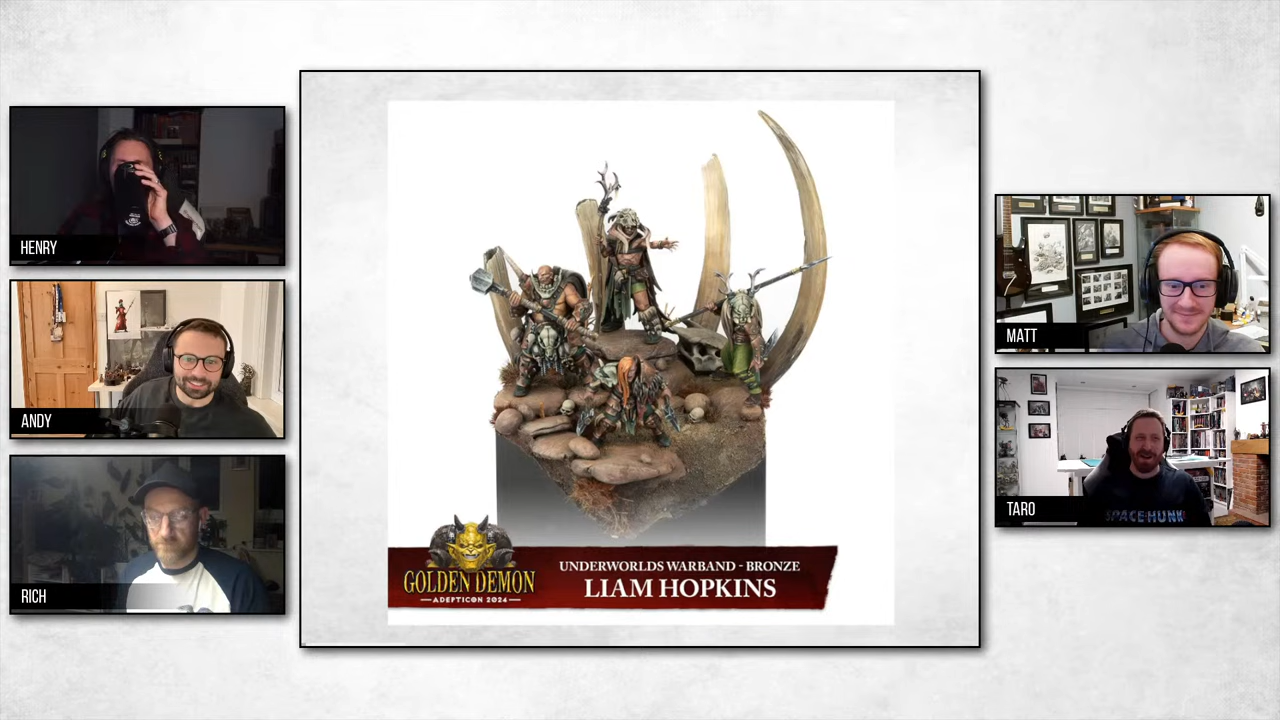 HENRY
ANDY
RICH
UNDERWORLDS WARBAND - BRONZE
LIAM HOPKINS
GOLDEN DEMON
ADEPTICON 2024
MATT
TARO
SPACE HUNK